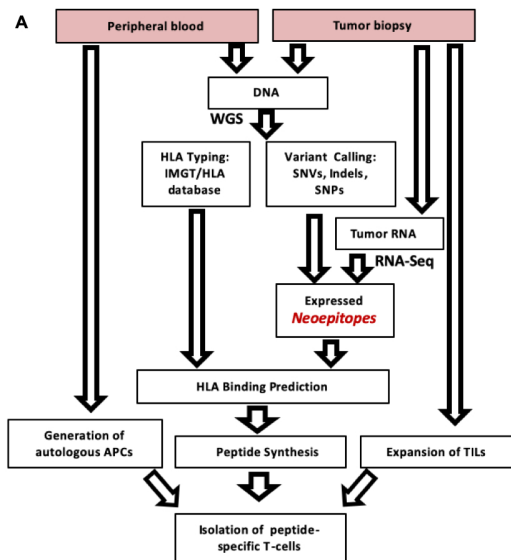 A
Peripheral blood
Tumor biopsy
DNA
WGS
HLA Typing:
IMGT/HLA
database
Variant Calling:
SNVs, Indels,
SNPs
Tumor RNA
RNA-Seq
Expressed
Neoepitopes
HLA Binding Prediction
Generation of
autologous APCs
Peptide Synthesis
Expansion of TILs
Isolation of peptide-
specific T-cells